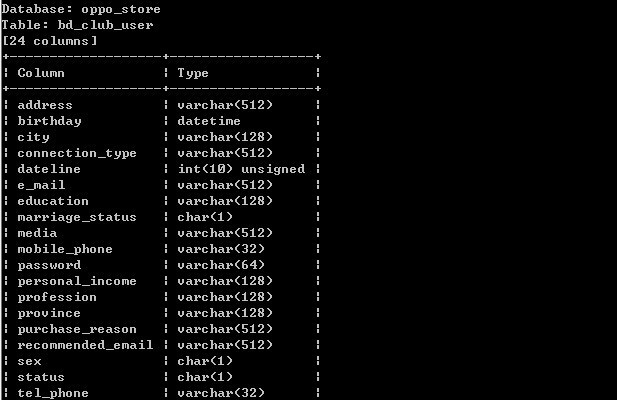 Database: oppo_store
Table: bd_club_user
[24 columns]
+-------------------+------------------+
¦ Column            ¦ Type             ¦
+-------------------+------------------+
¦ address           ¦ varchar(512)     ¦
¦ birthday          ¦ datetime         ¦
¦ city              ¦ varchar(128)     ¦
¦ connection_type   ¦ varchar(512)     ¦
¦ dateline          ¦ int(10) unsigned ¦
¦ e_mail            ¦ varchar(512)     ¦
¦ education         ¦ varchar(128)     ¦
¦ marriage_status   ¦ char(1)          ¦
¦ media             ¦ varchar(512)     ¦
¦ mobile_phone      ¦ varchar(32)      ¦
¦ password          ¦ varchar(64)      ¦
¦ personal_income   ¦ varchar(128)     ¦
¦ profession        ¦ varchar(128)     ¦
¦ province          ¦ varchar(128)     ¦
¦ purchase_reason   ¦ varchar(512)     ¦
¦ recommended_email ¦ varchar(512)     ¦
¦ sex               ¦ char(1)          ¦
¦ status            ¦ char(1)          ¦
¦ tel_phone         ¦ varchar(32)      ¦